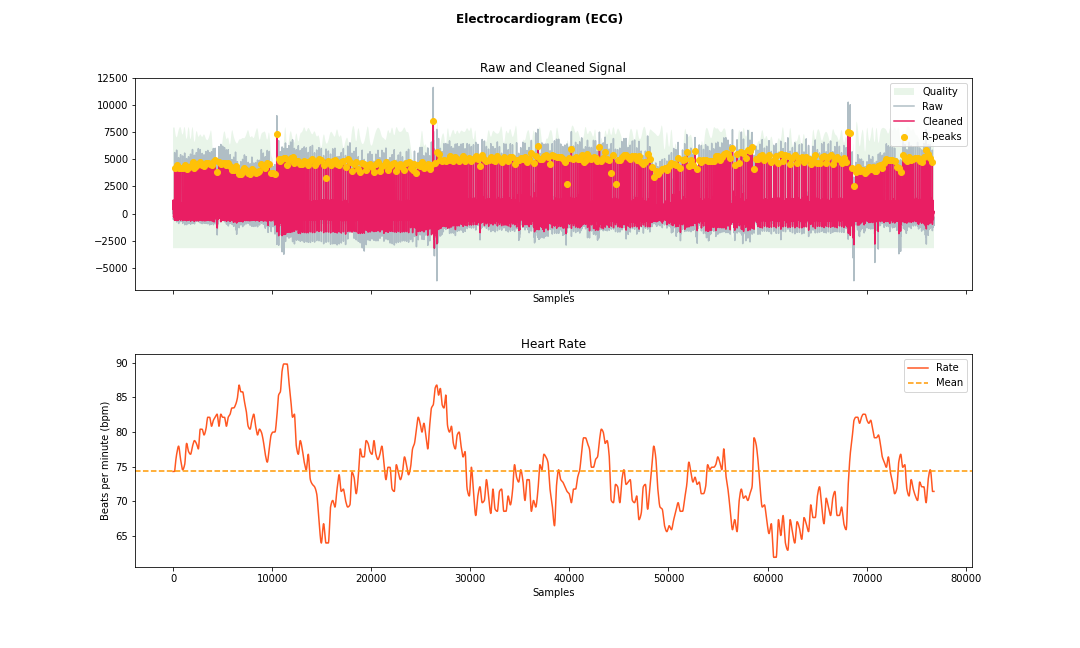 Electrocardiogram (ECG)
Raw and Cleaned Signal
12500
10000
7500
5000
2500
0
−2500
−5000
Quality
Raw
Cleaned
R-peaks
Samples
Heart Rate
90
85
80
75
70
65
Beats per minute (bpm)
Rate
Mean
0 10000 20000 30000 40000 50000 60000 70000 80000
Samples